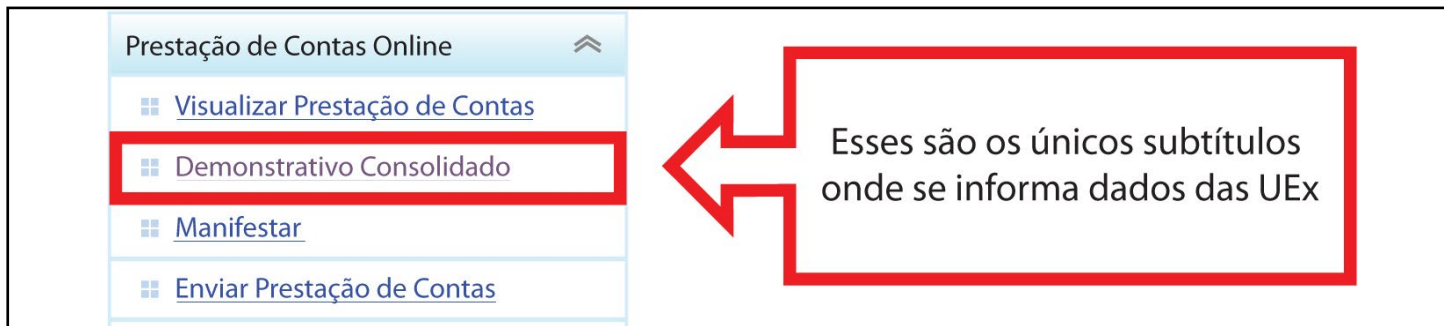 Prestação de Contas Online
Visualizar Prestação de Contas
Demonstrativo Consolidado
Manifestar
Enviar Prestação de Contas
Esses são os únicos subtítulos
onde se informa dados das UEx